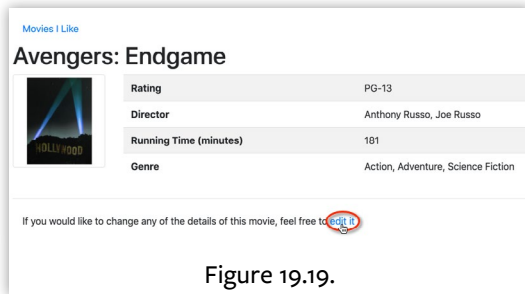 Movies I Like
Avengers: Endgame
HOLLYWOOD
Rating PG-13
Director Anthony Russo, Joe Russo
Running Time (minutes) 181
Genre Action, Adventure, Science Fiction
If you would like to change any of the details of this movie, feel free to edit it
Figure 19.19.